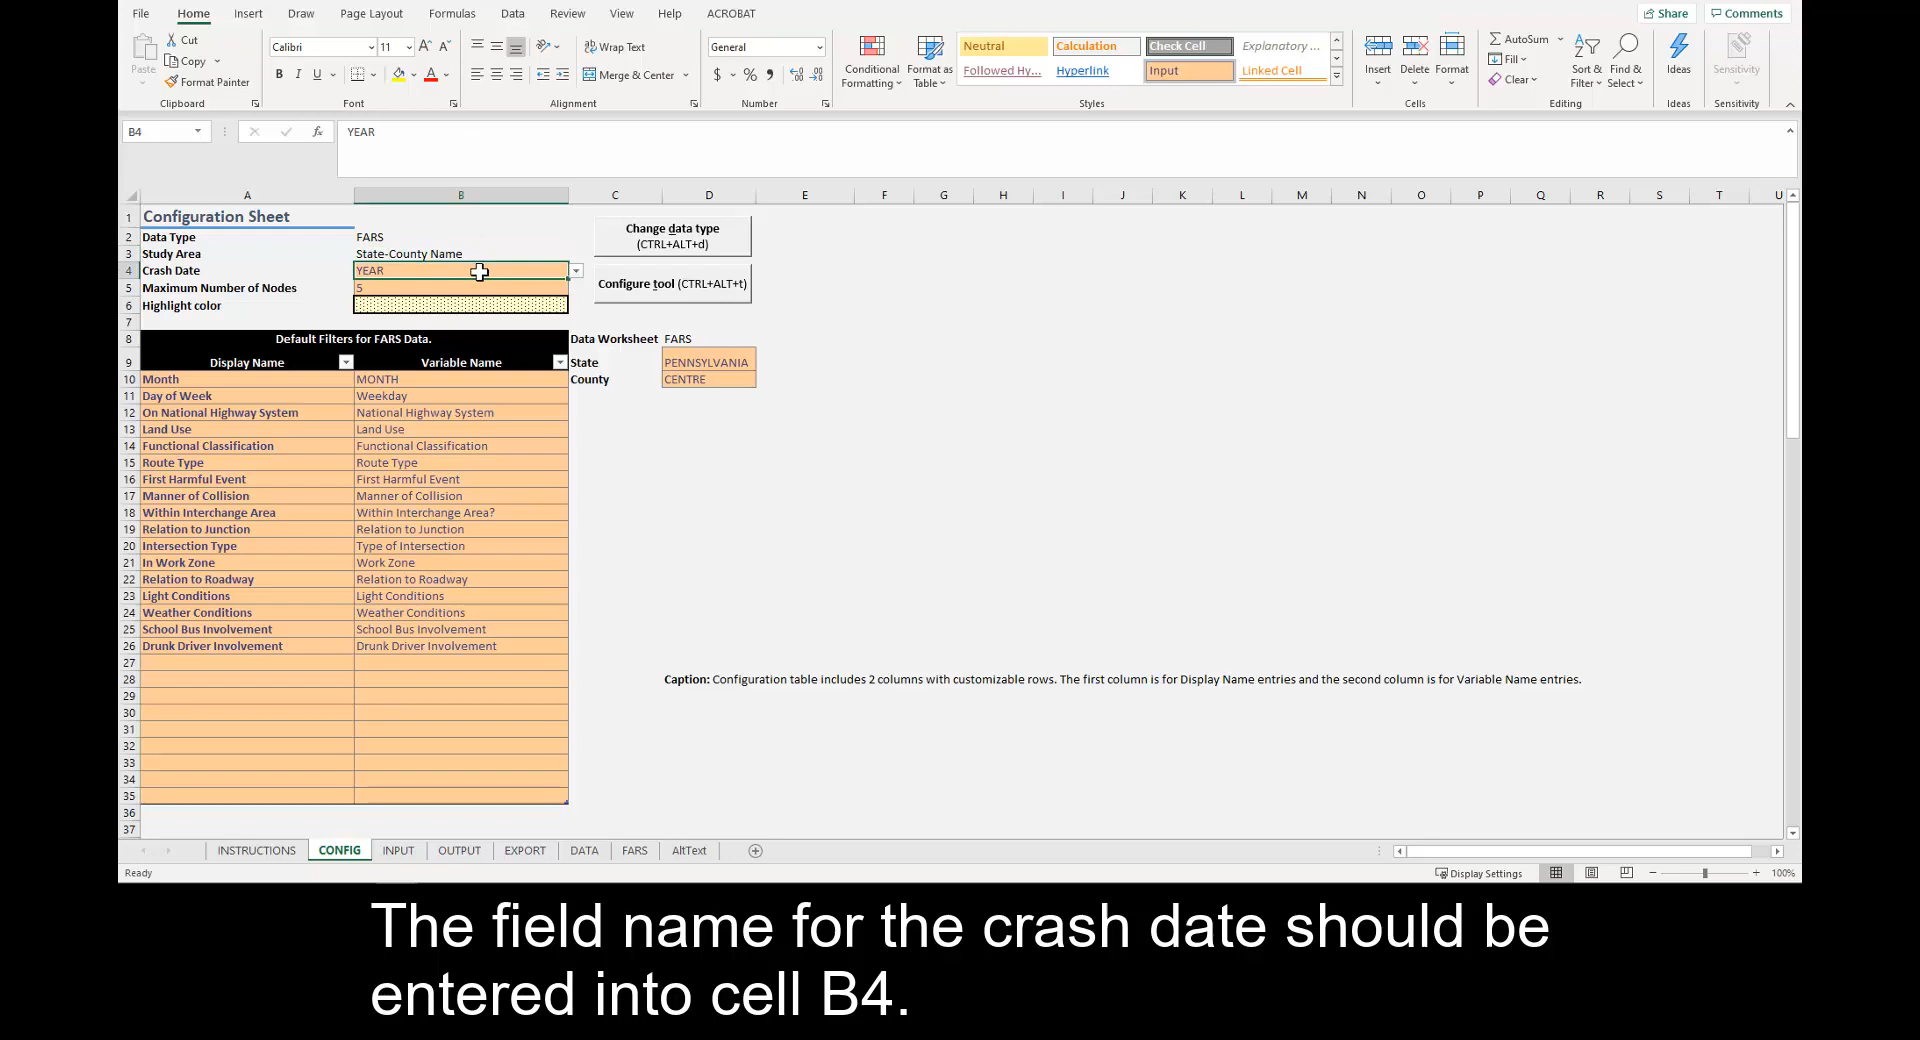 File Home Insert Draw Page Layout Formulas Data Review View Help ACROBAT Share Comments
Cut Calibri 11 Wrap Text General Neutral Calculation Check Cell Explanatory ... AutoSum
Copy Fill
Paste Format Painter B I U Merge & Center $ % Conditional Formatting Format as Table Followed Hy... Hyperlink Input Linked Cell Insert Delete Format Clear Sort & Filter Find & Select Ideas Sensitivity
Clipboard Font Alignment Number Styles Cells Editing Ideas Sensitivity
B4 fx YEAR
A B C D E F G H I J K L M N O P Q R S T U
1 Configuration Sheet
2 Data Type FARS
3 Study Area State-County Name
4 Crash Date YEAR
5 Maximum Number of Nodes 5
6 Highlight color
Change data type
(CTRL+ALT+d)
Configure tool (CTRL+ALT+t)
7
8 Default Filters for FARS Data. Data Worksheet FARS
9 Display Name Variable Name State PENNSYLVANIA
10 Month MONTH County CENTRE
11 Day of Week Weekday
12 On National Highway System National Highway System
13 Land Use Land Use
14 Functional Classification Functional Classification
15 Route Type Route Type
16 First Harmful Event First Harmful Event
17 Manner of Collision Manner of Collision
18 Within Interchange Area Within Interchange Area?
19 Relation to Junction Relation to Junction
20 Intersection Type Type of Intersection
21 In Work Zone Work Zone
22 Relation to Roadway Relation to Roadway
23 Light Conditions Light Conditions
24 Weather Conditions Weather Conditions
25 School Bus Involvement School Bus Involvement
26 Drunk Driver Involvement Drunk Driver Involvement
27
28 Caption: Configuration table includes 2 columns with customizable rows. The first column is for Display Name entries and the second column is for Variable Name entries.
29
30
31
32
33
34
35
36
37
INSTRUCTIONS CONFIG INPUT OUTPUT EXPORT DATA FARS AltText
Ready Display Settings 100%
The field name for the crash date should be
entered into cell B4.